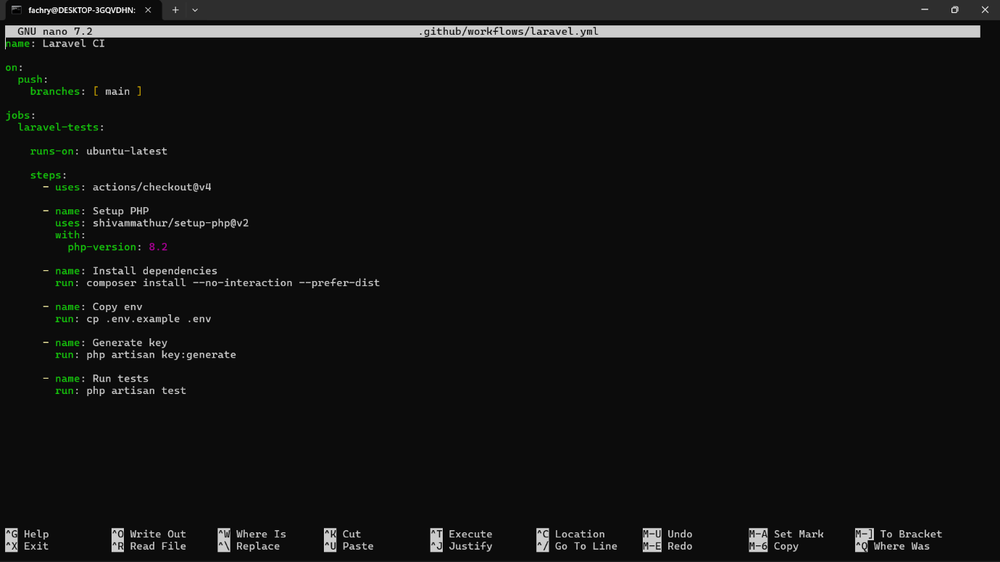 fachry@DESKTOP-3GQVDHN:
GNU nano 7.2 .github/workflows/laravel.yml
name: Laravel CI
on:
  push:
    branches: [ main ]
jobs:
  laravel-tests:
    runs-on: ubuntu-latest
    steps:
      - uses: actions/checkout@v4
      - name: Setup PHP
        uses: shivammathur/setup-php@v2
        with:
          php-version: 8.2
      - name: Install dependencies
        run: composer install --no-interaction --prefer-dist
      - name: Copy env
        run: cp .env.example .env
      - name: Generate key
        run: php artisan key:generate
      - name: Run tests
        run: php artisan test
^G Help ^O Write Out ^W Where Is ^K Cut ^T Execute ^C Location M-U Undo M-A Set Mark M-] To Bracket
^X Exit ^R Read File ^\ Replace ^U Paste ^J Justify ^/ Go To Line M-E Redo M-6 Copy ^Q Where Was